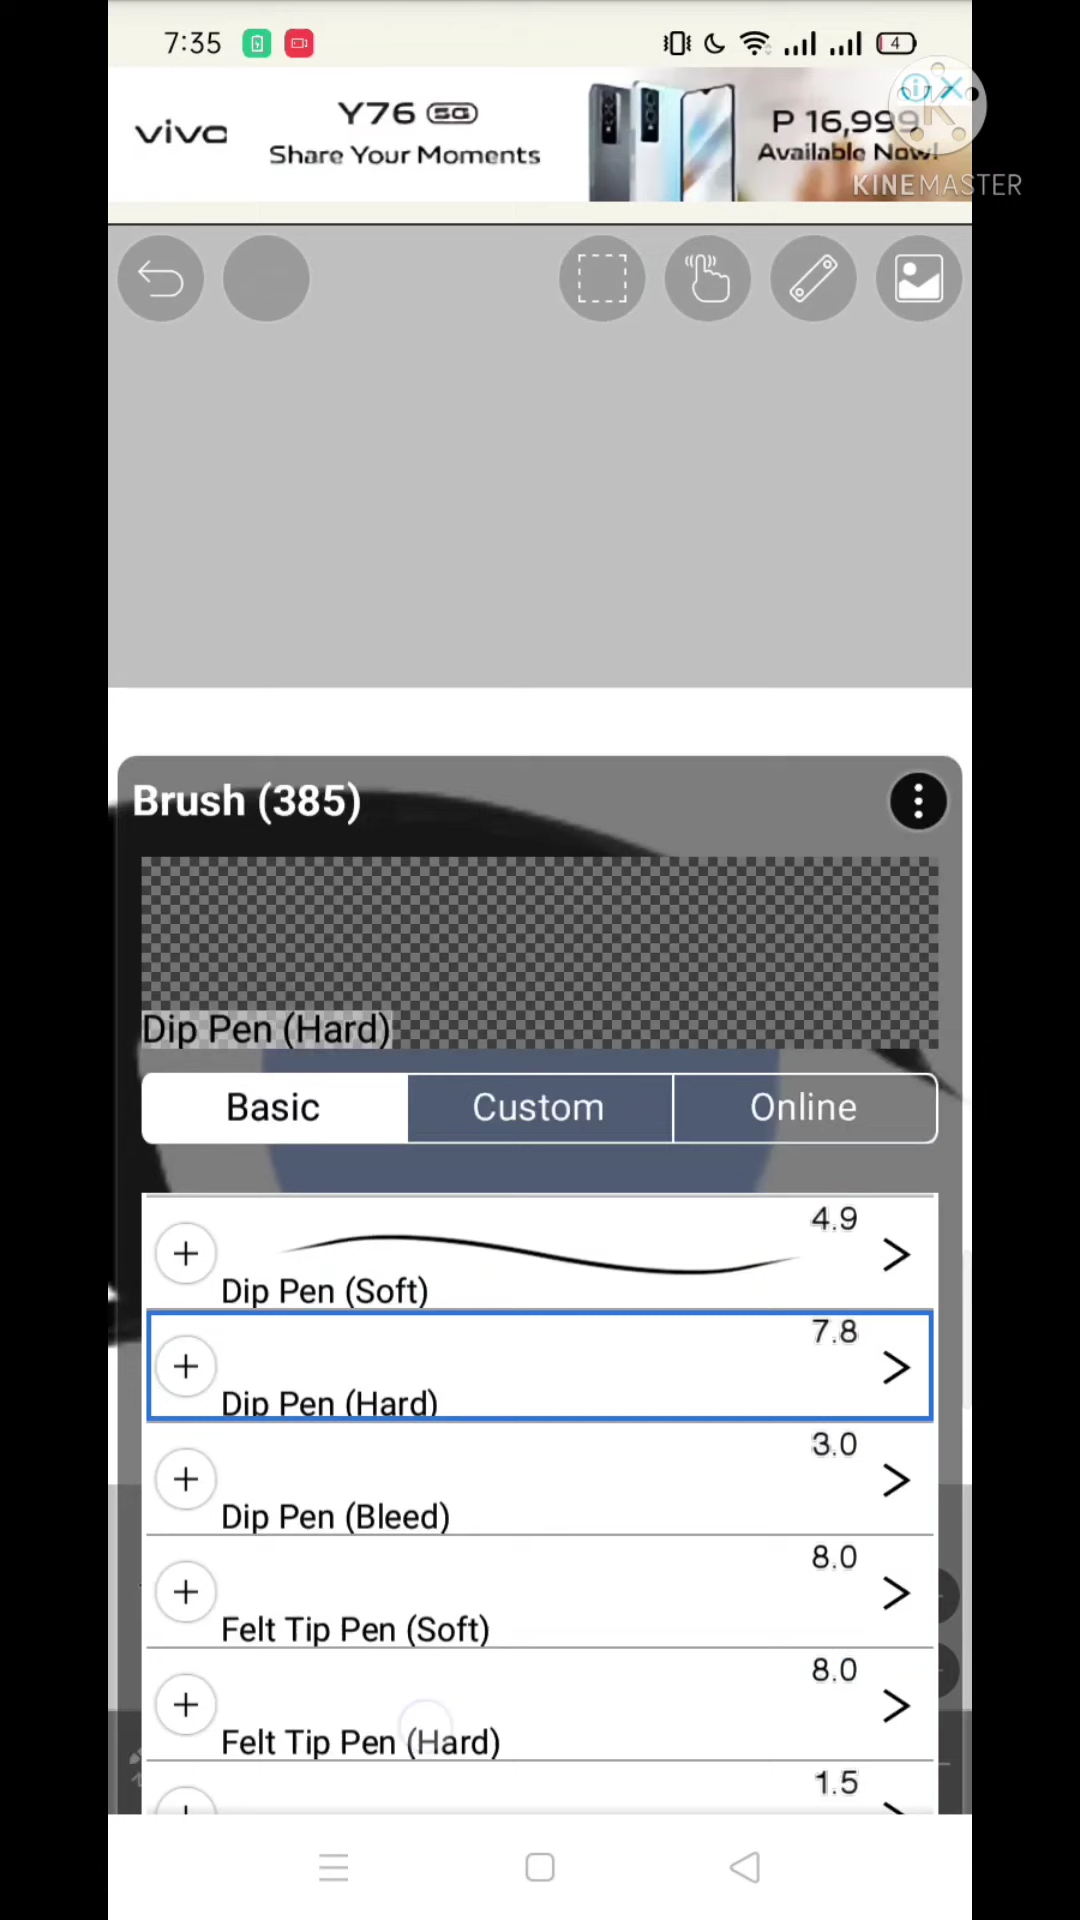 7:35
4
vivo
Y76 5G
Share Your Moments
P 16,999
Available Now!
KINEMASTER
Brush (385)
Dip Pen (Hard)
Basic
Custom
Online
4.9
Dip Pen (Soft)
7.8
Dip Pen (Hard)
3.0
Dip Pen (Bleed)
8.0
Felt Tip Pen (Soft)
8.0
Felt Tip Pen (Hard)
1.5